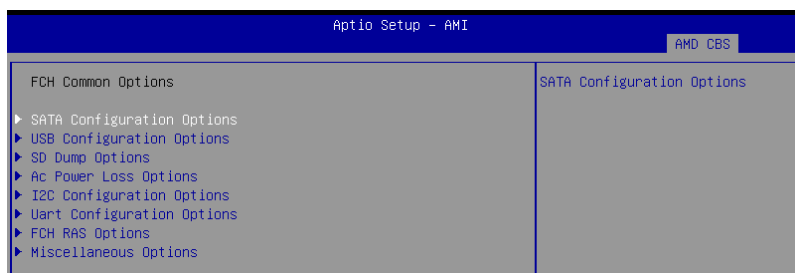 Aptio Setup – AMI
AMD CBS
FCH Common Options
SATA Configuration Options
SATA Configuration Options
USB Configuration Options
SD Dump Options
Ac Power Loss Options
I2C Configuration Options
Uart Configuration Options
FCH RAS Options
Miscellaneous Options